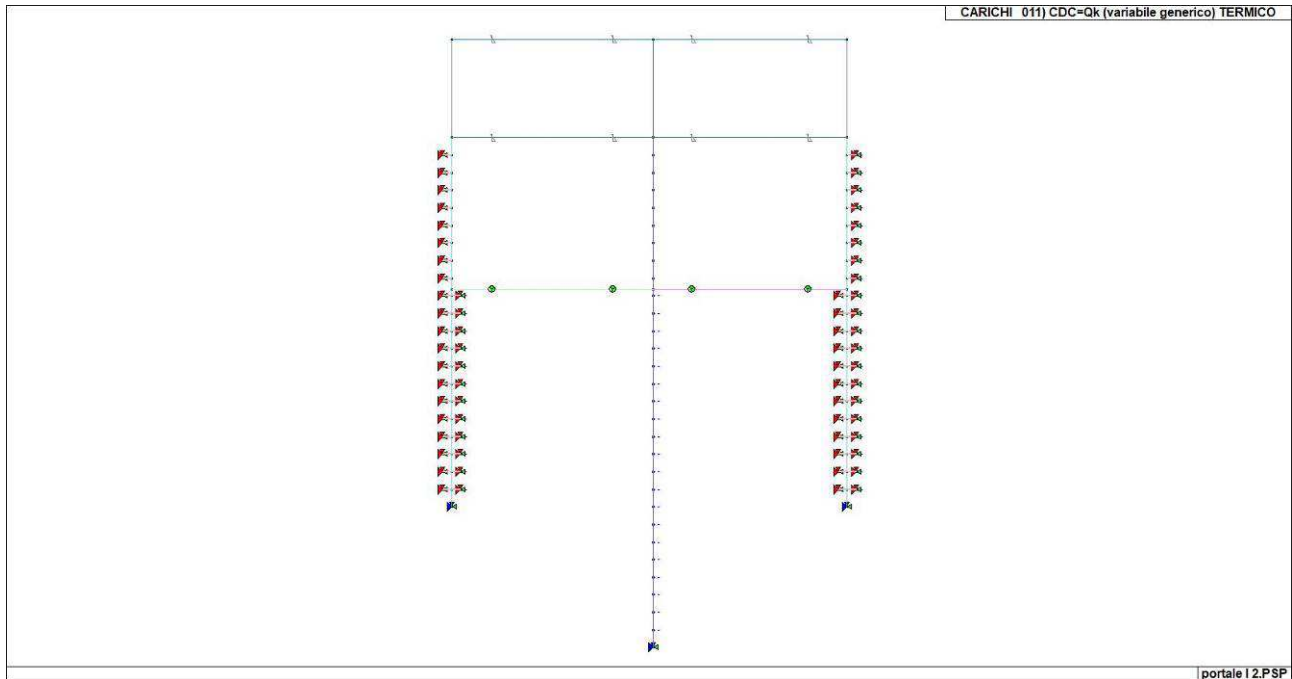 CARICHI 011) CDC=Qk (variabile generico) TERMICO
portale I 2.PSP